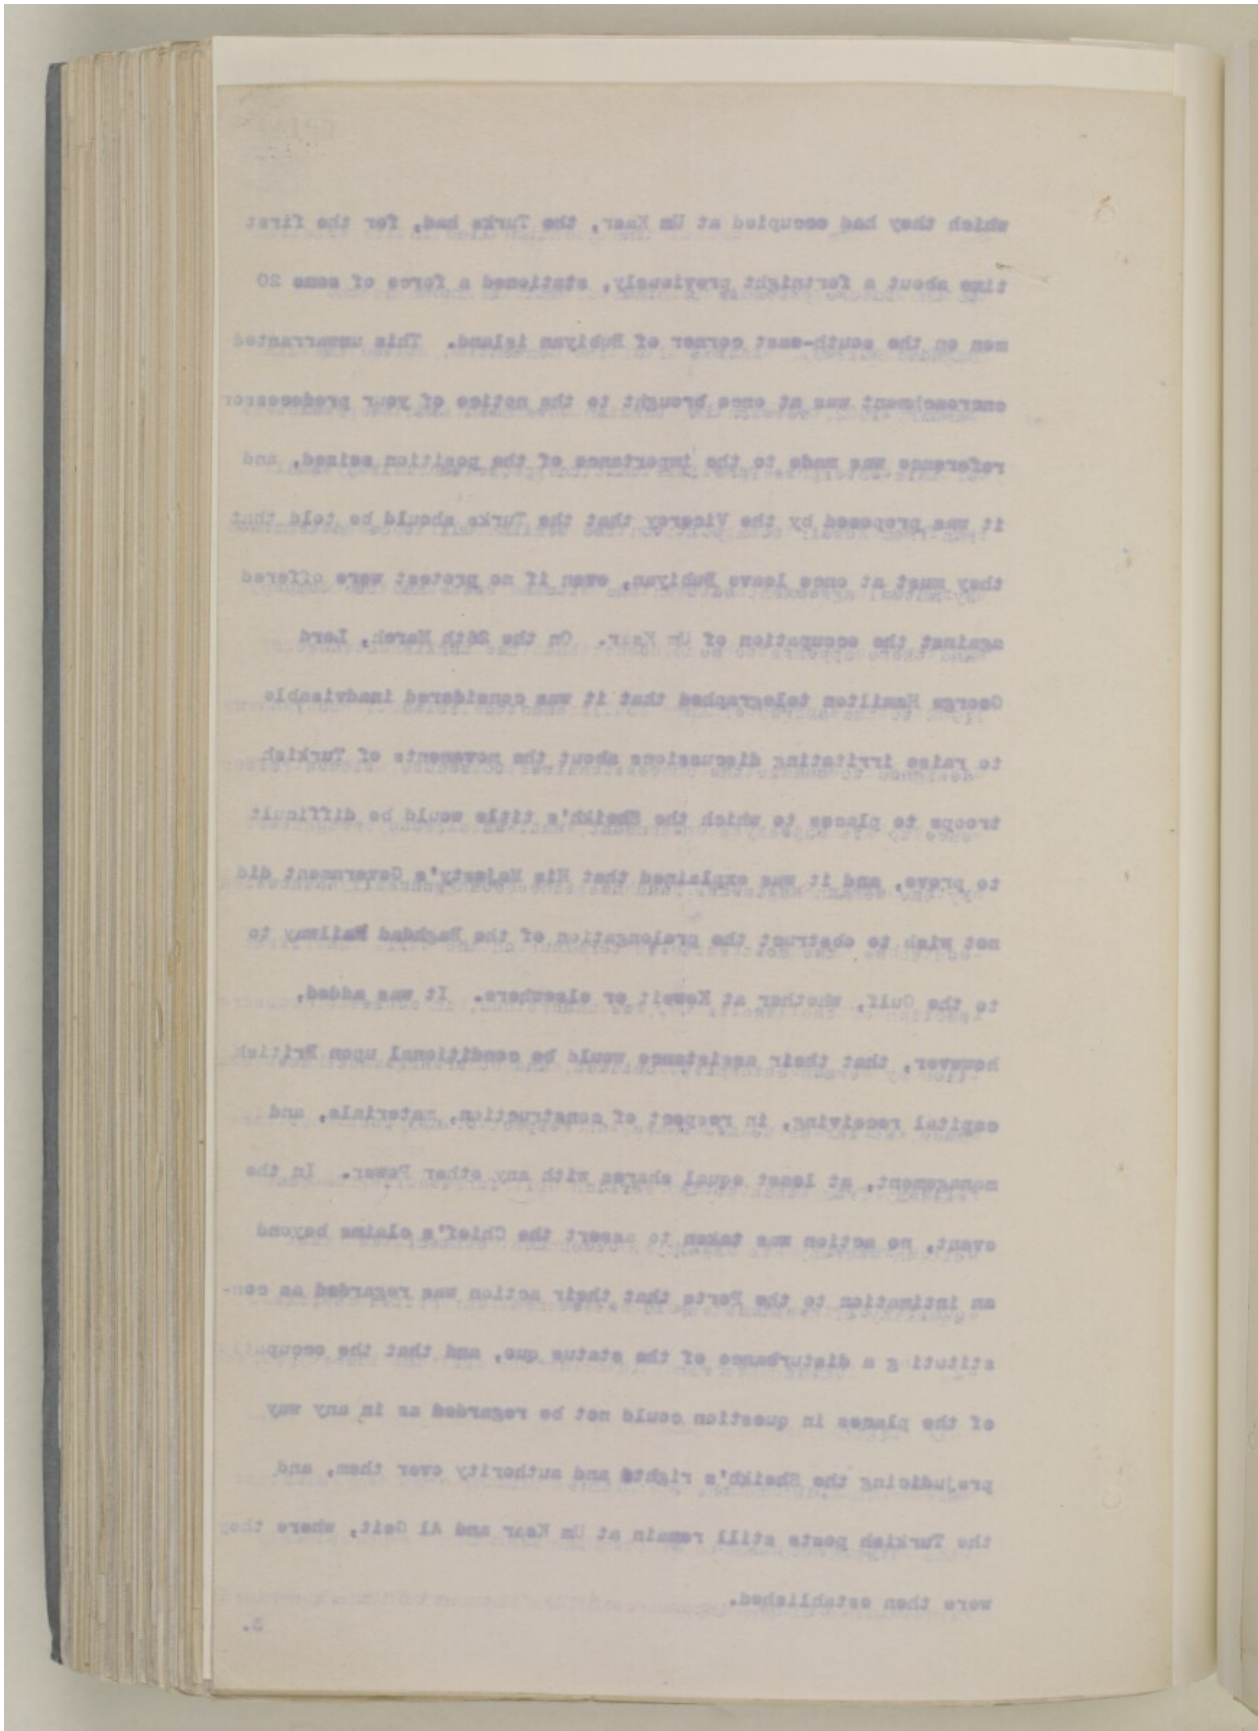 which they had occupied at Um Kasr, the Turks had, for the first
time about a fortnight previously, stationed a force of some 20
men on the south-east corner of Bubiyan island. This unwarranted
encroachment was at once brought to the notice of your predecessor
reference was made to the importance of the position seized, and
it was proposed by the Viceroy that the Turks should be told that
they must at once leave Bubiyan, even if no protest were offered
against the occupation of Um Kasr. On the 26th March, Lord
George Hamilton telegraphed that it was considered inadvisable
to raise irritating discussions about the movements of Turkish
troops to places to which the Sheikh's title would be difficult
to prove, and it was explained that His Majesty's Government did
not wish to obstruct the prolongation of the Baghdad Railway to
to the Gulf, whether at Koweit or elsewhere. It was added,
however, that their assistance would be conditional upon British
capital receiving, in respect of construction, materials, and
management, at least equal shares with any other Power. In the
event, no action was taken to assert the Chief's claims beyond
an intimation to the Porte that their action was regarded as con-
stituting a disturbance of the status quo, and that the occupati
of the places in question could not be regarded as in any way
prejudicing the Sheikh's rights and authority over them, and
the Turkish posts still remain at Um Kasr and Al Geit, where they
were then established.
3.